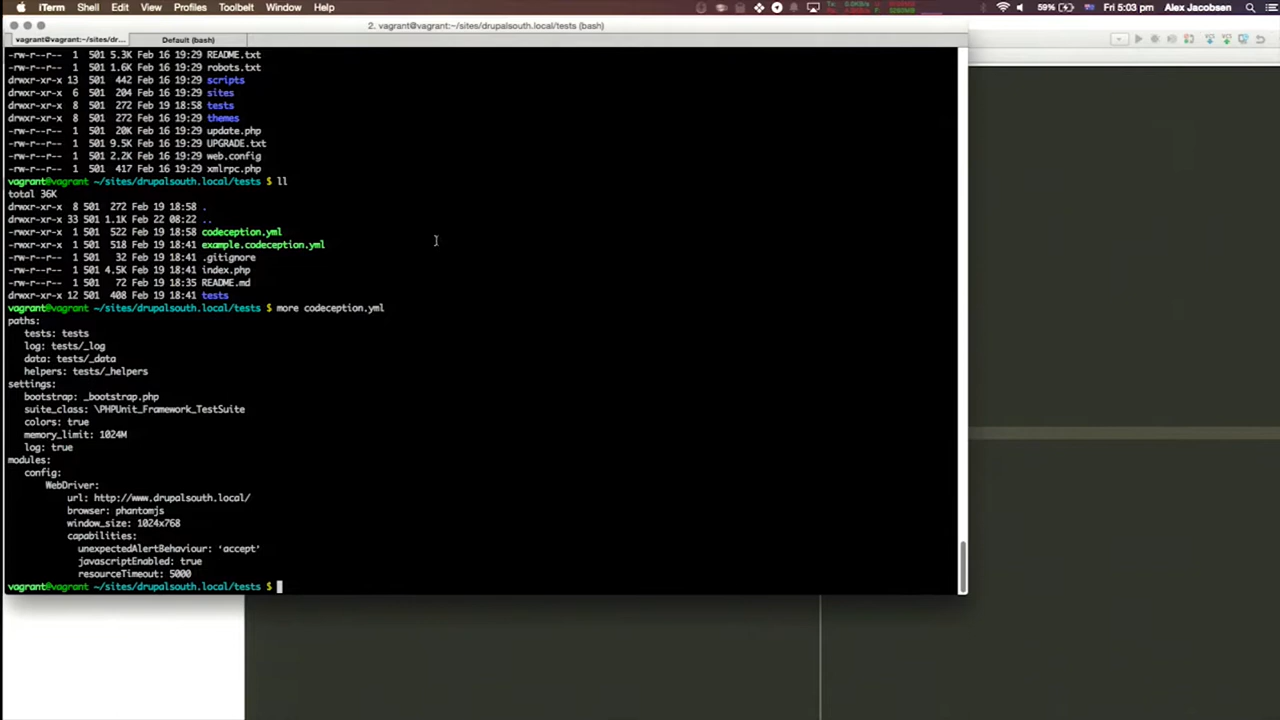 iTerm Shell Edit View Profiles Toolbelt Window Help 59% Fri 5:03 pm Alex Jacobsen
2. vagrant@vagrant:~/sites/drupalsouth.local/tests (bash)
vagrant@vagrant:~/sites/dr... Default (bash)
-rw-r--r-- 1 501 5.3K Feb 16 19:29 README.txt
-rw-r--r-- 1 501 1.6K Feb 16 19:29 robots.txt
drwxr-xr-x 13 501 442 Feb 16 19:29 scripts
drwxr-xr-x 6 501 204 Feb 16 19:29 sites
drwxr-xr-x 8 501 272 Feb 19 18:58 tests
drwxr-xr-x 8 501 272 Feb 16 19:29 themes
-rw-r--r-- 1 501 20K Feb 16 19:29 update.php
-rw-r--r-- 1 501 9.5K Feb 16 19:29 UPGRADE.txt
-rw-r--r-- 1 501 2.2K Feb 16 19:29 web.config
-rw-r--r-- 1 501 417 Feb 16 19:29 xmlrpc.php
vagrant@vagrant ~/sites/drupalsouth.local/tests $ ll
total 36K
drwxr-xr-x 8 501 272 Feb 19 18:58 .
drwxr-xr-x 33 501 1.1K Feb 22 08:22 ..
-rw-r--r-- 1 501 522 Feb 19 18:58 codeception.yml
-rw-r--r-- 1 501 518 Feb 19 18:41 example.codeception.yml
-rw-r--r-- 1 501 32 Feb 19 18:41 .gitignore
-rw-r--r-- 1 501 4.5K Feb 19 18:41 index.php
-rw-r--r-- 1 501 72 Feb 19 18:35 README.md
drwxr-xr-x 12 501 408 Feb 19 18:41 tests
vagrant@vagrant ~/sites/drupalsouth.local/tests $ more codeception.yml
paths:
tests: tests
log: tests/_log
data: tests/_data
helpers: tests/_helpers
settings:
bootstrap: _bootstrap.php
suite_class: \PHPUnit_Framework_TestSuite
colors: true
memory_limit: 1024M
log: true
modules:
config:
WebDriver:
url: http://www.drupalsouth.local/
browser: phantomjs
window_size: 1024x768
capabilities:
unexpectedAlertBehaviour: 'accept'
javascriptEnabled: true
resourceTimeout: 5000
vagrant@vagrant ~/sites/drupalsouth.local/tests $